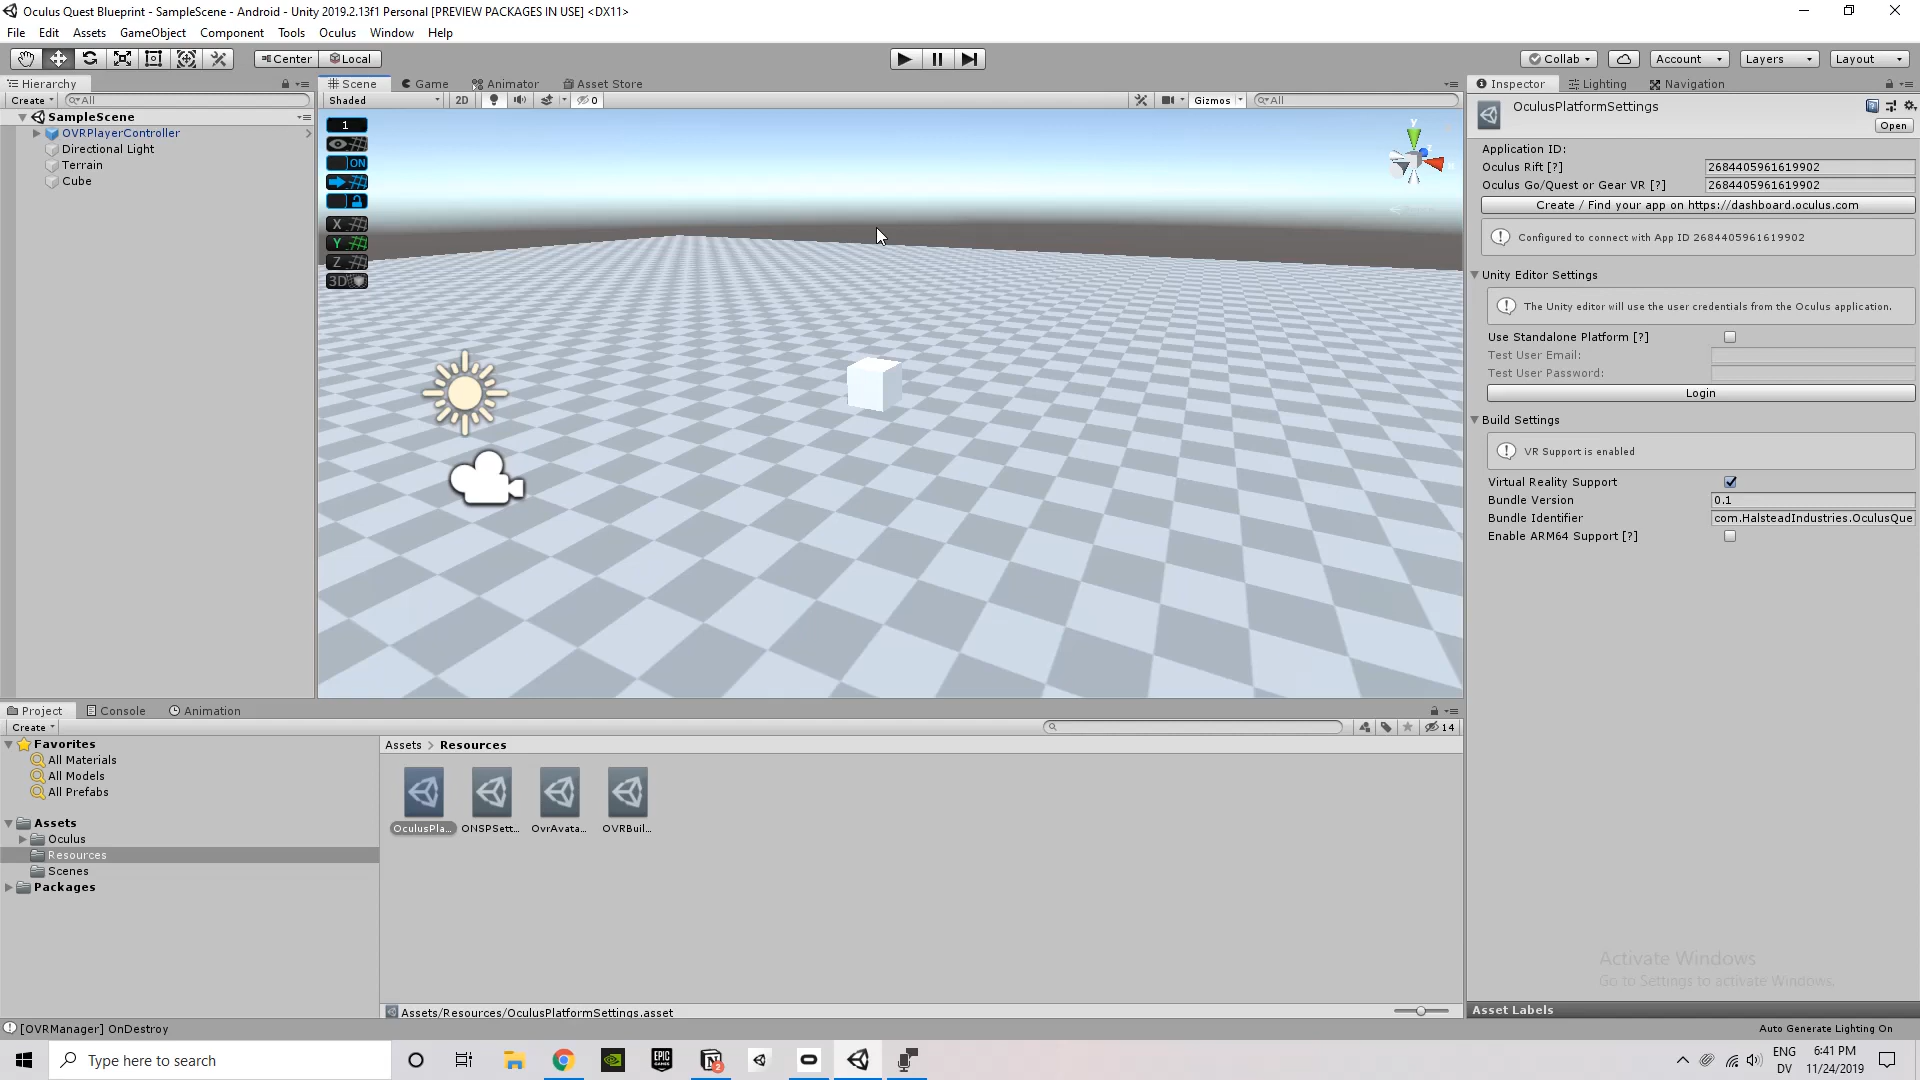 Oculus Quest Blueprint - SampleScene - Android - Unity 2019.2.13f1 Personal [PREVIEW PACKAGES IN USE] <DX11>
File Edit Assets GameObject Component Tools Oculus Window Help
Center Local Collab Account Layers Layout
Hierarchy Scene Game Animator Asset Store Inspector Lighting Navigation
Create All Shaded 2D 0 Gizmos All
SampleScene
OVRPlayerController
Directional Light
Terrain
Cube
1
ON
X
Y
Z
3D
y
OculusPlatformSettings
Open
Application ID:
Oculus Rift [?] 2684405961619902
Oculus Go/Quest or Gear VR [?] 2684405961619902
Create / Find your app on https://dashboard.oculus.com
Configured to connect with App ID 2684405961619902
Unity Editor Settings
The Unity editor will use the user credentials from the Oculus application.
Use Standalone Platform [?]
Test User Email:
Test User Password:
Login
Build Settings
VR Support is enabled
Virtual Reality Support
Bundle Version 0.1
Bundle Identifier com.HalsteadIndustries.OculusQue
Enable ARM64 Support [?]
Project Console Animation
Create 14
Favorites
All Materials
All Models
All Prefabs
Assets
Oculus
Resources
Scenes
Packages
Assets > Resources
OculusPla... ONSPSett... OvrAvata... OVRBuil...
Assets/Resources/OculusPlatformSettings.asset
Activate Windows
Go to Settings to activate Windows.
Asset Labels
[OVRManager] OnDestroy
Auto Generate Lighting On
Type here to search
EPIC GAMES
N
2
ENG
DV
6:41 PM
11/24/2019